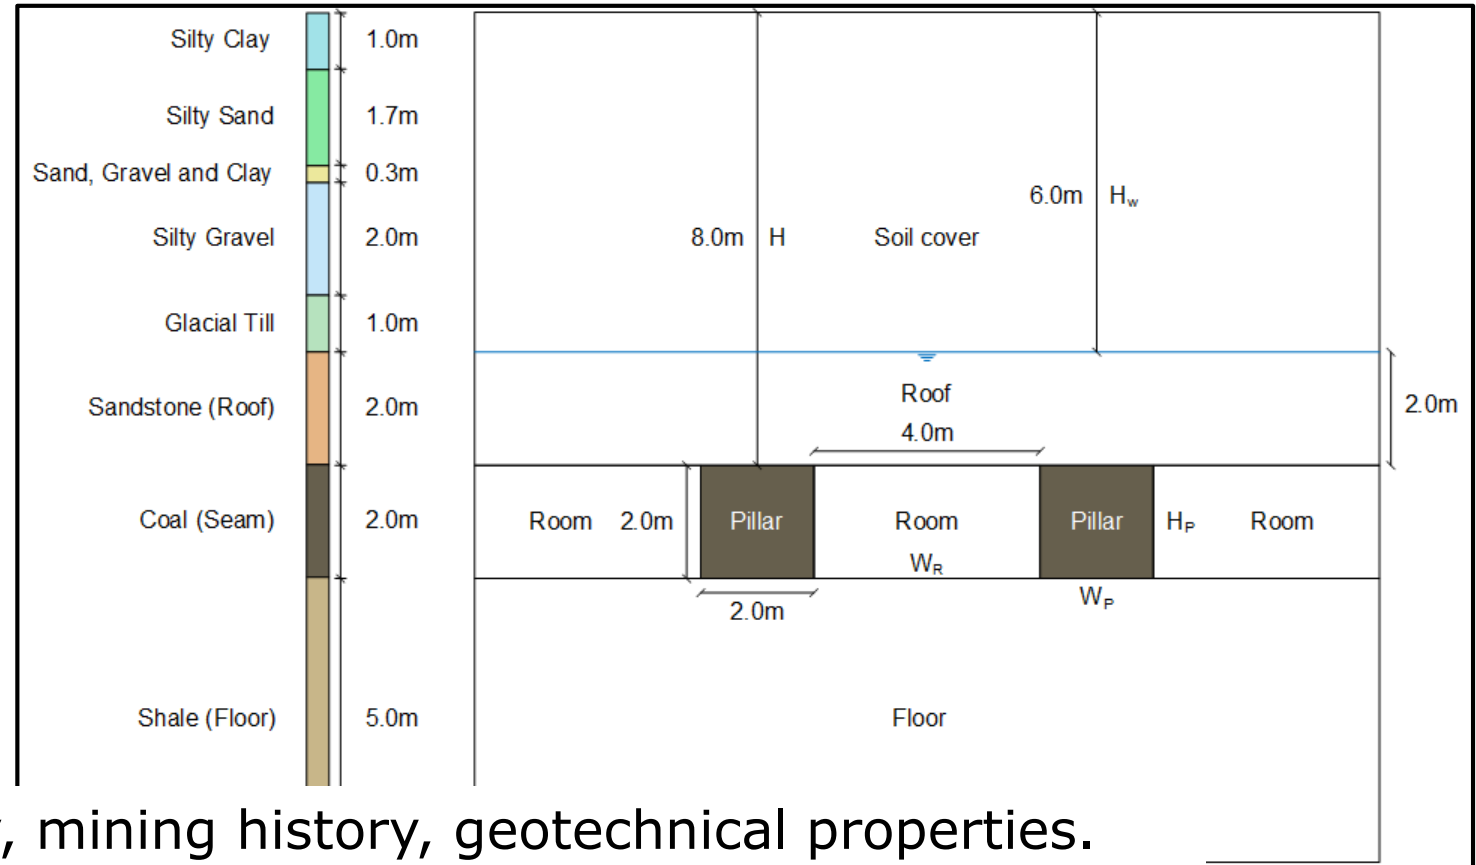 Silty Clay 1.0m
Silty Sand 1.7m
Sand, Gravel and Clay 0.3m
6.0m Hw
Silty Gravel 2.0m 8.0m H Soil cover
Glacial Till 1.0m
Roof
Sandstone (Roof) 2.0m 2.0m
4.0m
Coal (Seam) 2.0m Room 2.0m Pillar Room Pillar HP Room
WR
2.0m WP
Shale (Floor) 5.0m Floor
, mining history, geotechnical properties.